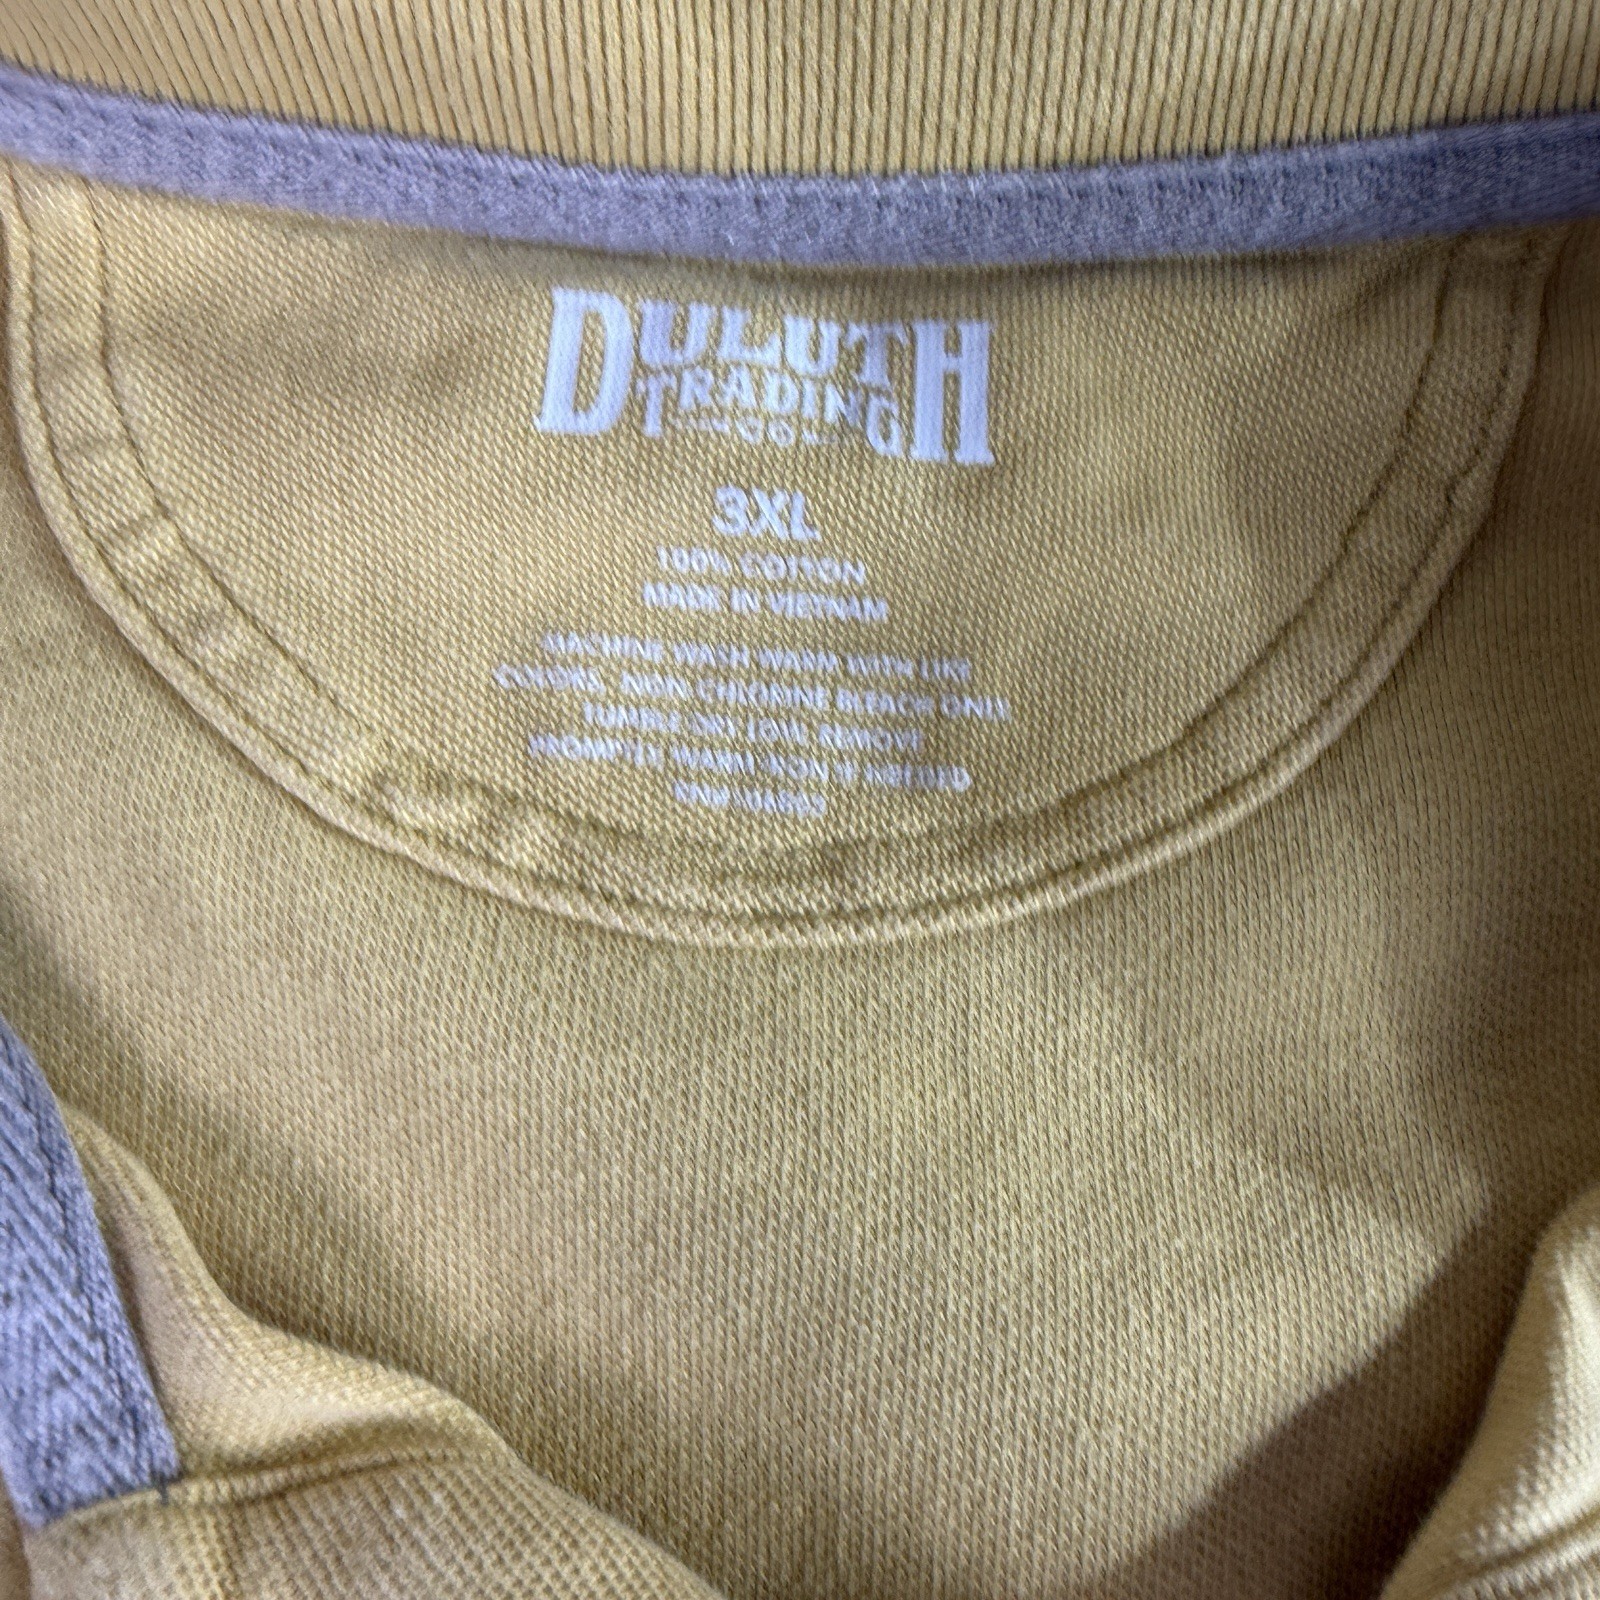 DULUTH
TRADING
CO
3XL
100% COTTON
MADE IN VIETNAM
MACHINE WASH WARM WITH LIKE
COLORS, NON CHLORINE BLEACH ONLY
TUMBLE DRY LOW, REMOVE
PROMPTLY, WARM IRON IF NEEDED